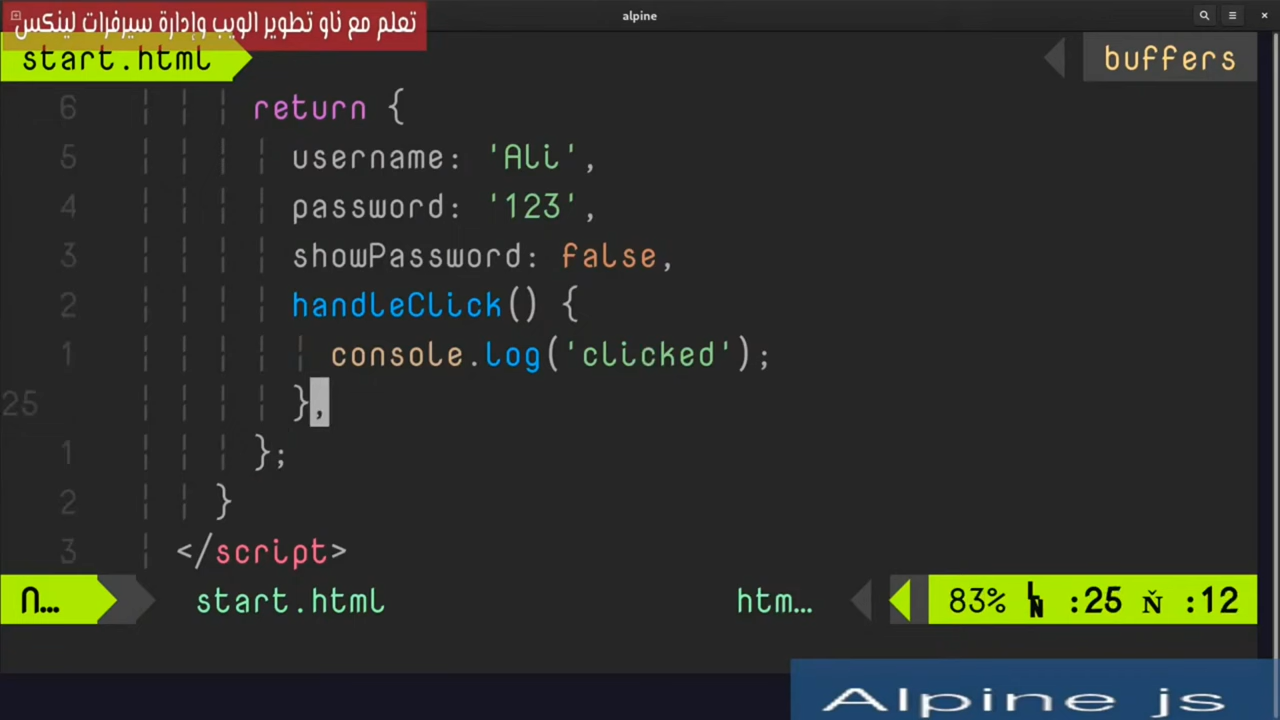 alpine
تعلم مع ناو تطوير الويب وإدارة سيرفرات لينكس
start.html
buffers
6 return {
5 username: 'Ali',
4 password: '123',
3 showPassword: false,
2 handleClick() {
1 console.log('clicked');
25 },
1 };
2 }
3 </script>
N... start.html htm... 83% :25 :12
Alpine js